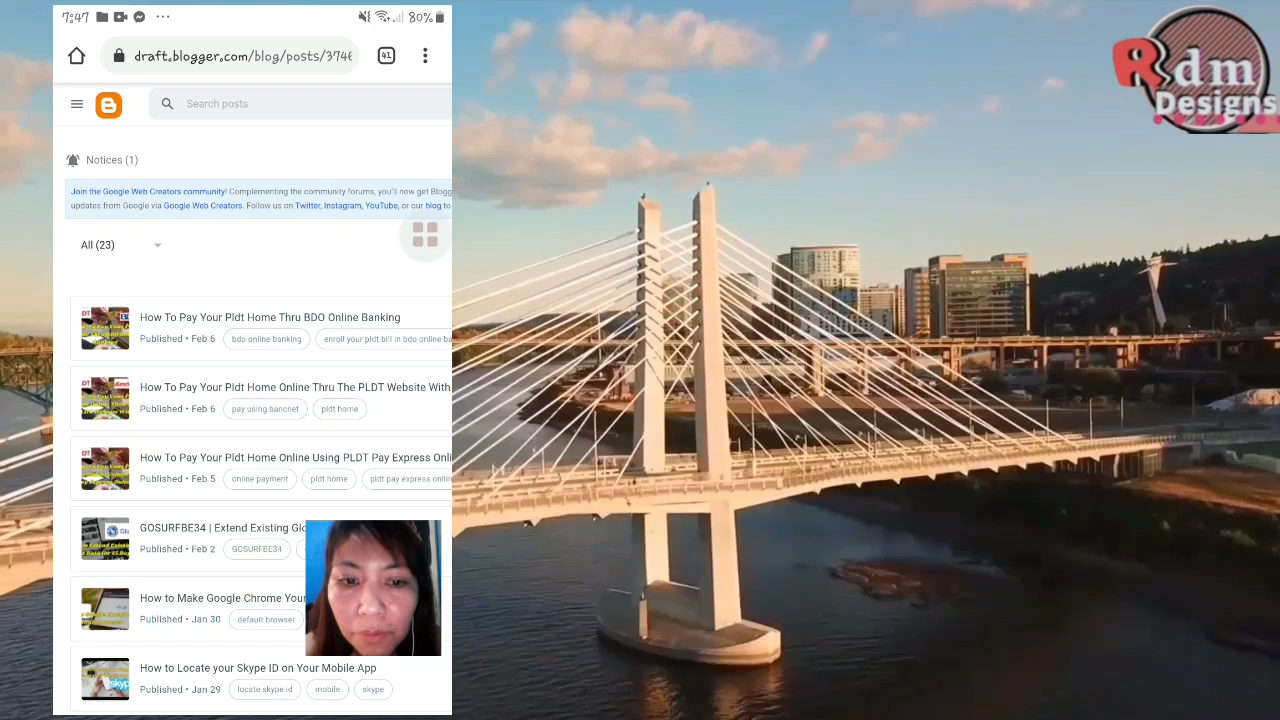 7:47
80%
draft.blogger.com/blog/posts/3746
41
Search posts
Notices (1)
Join the Google Web Creators community! Complementing the community forums, you'll now get Blogg
updates from Google via Google Web Creators. Follow us on Twitter, Instagram, YouTube, or our blog to
All (23)
How To Pay Your Pldt Home Thru BDO Online Banking
Published • Feb 6 bdo online banking enroll your pldt bill in bdo online ba
How To Pay Your Pldt Home Online Thru The PLDT Website With
Published • Feb 6 pay using bancnet pldt home
How To Pay Your Pldt Home Online Using PLDT Pay Express Onli
Published • Feb 5 online payment pldt home pldt pay express online
GOSURFBE34 | Extend Existing Glo
Published • Feb 2 GOSURFBE34
How to Make Google Chrome Your
Published • Jan 30 default browser
How to Locate your Skype ID on Your Mobile App
Published • Jan 29 locate skype id mobile skype
Rdm
Designs